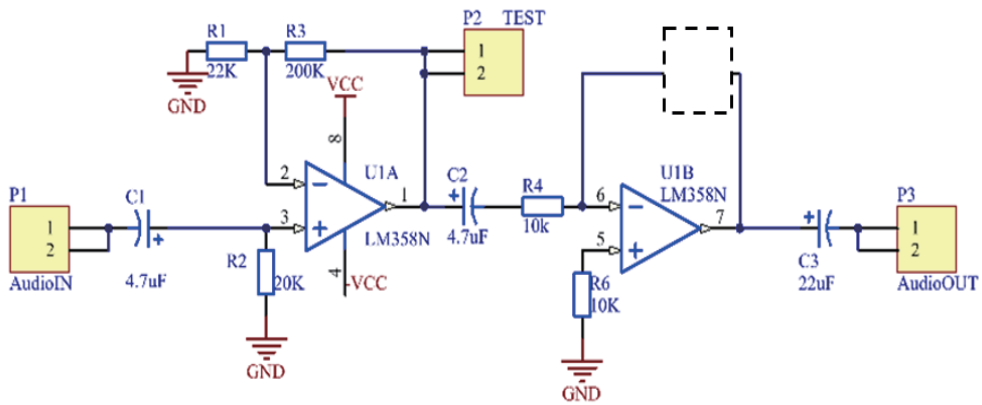 R1
22K
GND
R3
200K
P2 TEST
1
2
VCC
8
2
3
1
U1A
LM358N
4
-VCC
P1
1
2
AudioIN
C1
+
4.7uF
R2
20K
GND
C2
+
4.7uF
R4
10k
6
5
7
U1B
LM358N
R6
10K
GND
+
C3
22uF
P3
1
2
AudioOUT